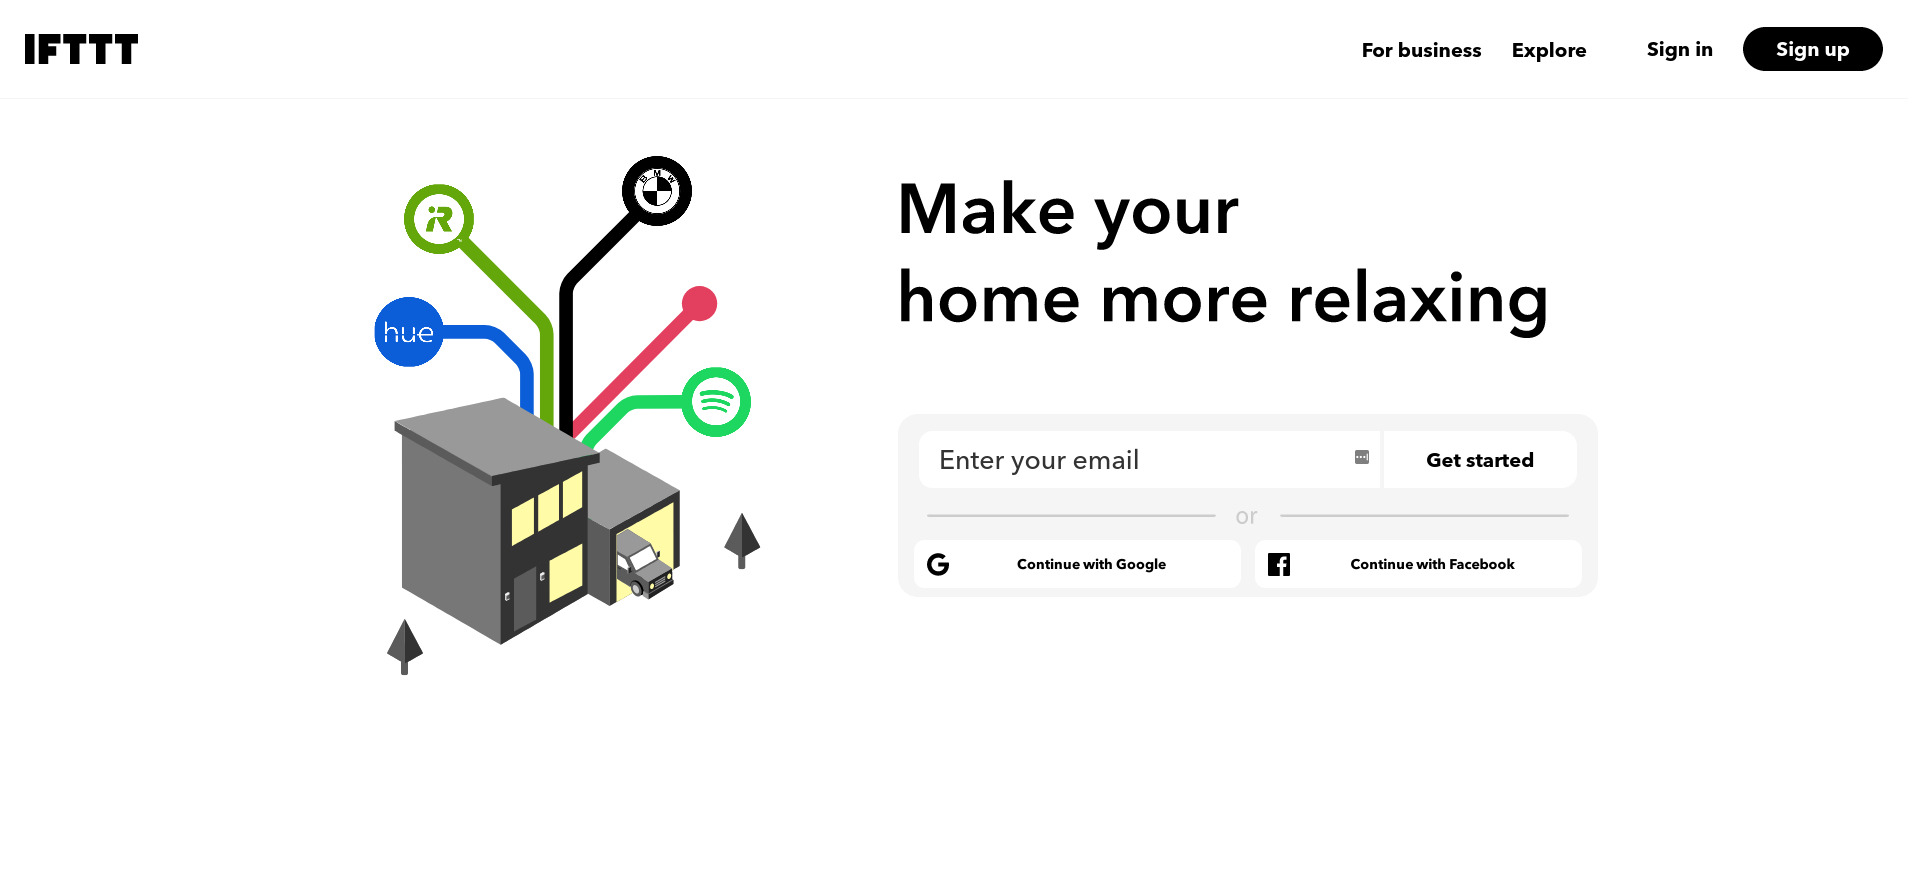 IFTTT
For business
Explore
Sign in
Sign up
BMW
hue
Make your
home more relaxing
Enter your email
Get started
or
Continue with Google
Continue with Facebook